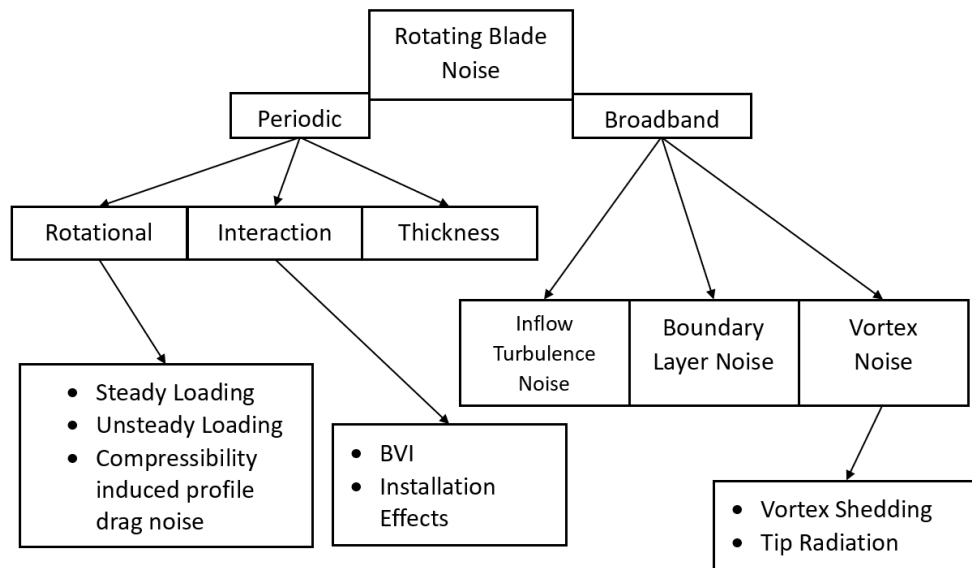 Rotating Blade
Noise
Periodic
Broadband
Rotational
Interaction
Thickness
Inflow
Turbulence
Noise
Boundary
Layer Noise
Vortex
Noise
• Steady Loading
• Unsteady Loading
• Compressibility
induced profile
drag noise
• BVI
• Installation
Effects
• Vortex Shedding
• Tip Radiation